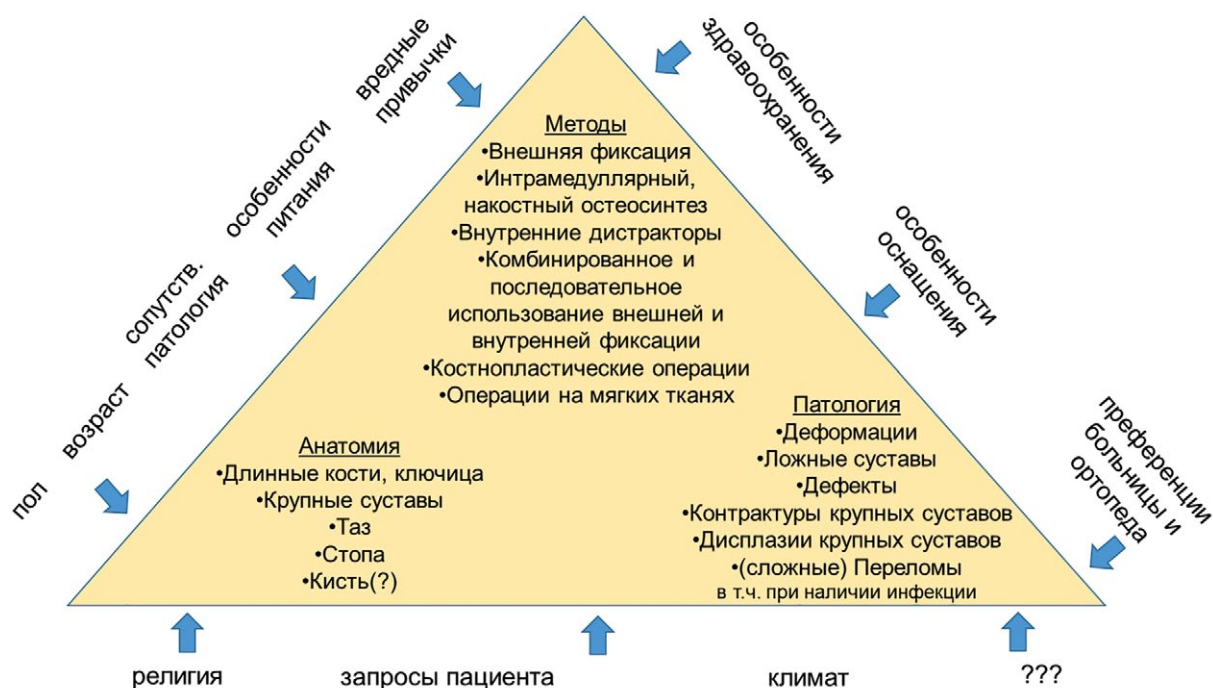 вредные
привычки
особенности
питания
сопутств.
патология
возраст
пол
особенности
здравоохранения
особенности
оснащения
преференции
больницы и
ортопеда
Методы
•Внешняя фиксация
•Интрамедуллярный,
накостный остеосинтез
•Внутренние дистракторы
•Комбинированное и
последовательное
использование внешней и
внутренней фиксации
•Костнопластические операции
•Операции на мягких тканях
Анатомия
•Длинные кости, ключица
•Крупные суставы
•Таз
•Стопа
•Кисть(?)
Патология
•Деформации
•Ложные суставы
•Дефекты
•Контрактуры крупных суставов
•Дисплазии крупных суставов
•(сложные) Переломы
в т.ч. при наличии инфекции
религия
запросы пациента
климат
???